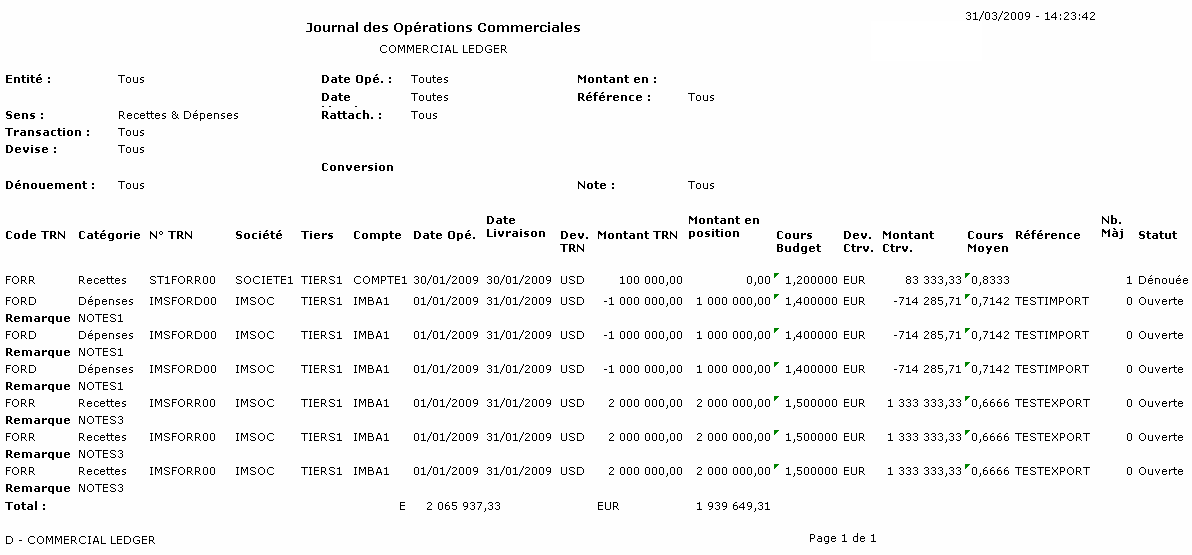 31/03/2009 - 14:23:42
Journal des Opérations Commerciales
COMMERCIAL LEDGER
Entité : Tous Date Opé. : Toutes Montant en :
Date Toutes Référence : Tous
Sens : Recettes & Dépenses Rattach. : Tous
Transaction : Tous
Devise : Tous
Conversion
Dénouement : Tous Note : Tous
Code TRN Catégorie N° TRN Société Tiers Compte Date Opé. Date Livraison Dev. TRN Montant TRN Montant en position Cours Budget Dev. Ctrv. Montant Ctrv. Cours Moyen Référence Nb. Màj Statut
FORR Recettes ST1FORR00 SOCIETE1 TIERS1 COMPTE1 30/01/2009 30/01/2009 USD 100 000,00 0,00 1,200000 EUR 83 333,33 0,8333 1 Dénouée
FORD Dépenses IMSFORD00 IMSOC TIERS1 IMBA1 01/01/2009 31/01/2009 USD -1 000 000,00 1 000 000,00 1,400000 EUR -714 285,71 0,7142 TESTIMPORT 0 Ouverte
Remarque NOTES1
FORD Dépenses IMSFORD00 IMSOC TIERS1 IMBA1 01/01/2009 31/01/2009 USD -1 000 000,00 1 000 000,00 1,400000 EUR -714 285,71 0,7142 TESTIMPORT 0 Ouverte
Remarque NOTES1
FORD Dépenses IMSFORD00 IMSOC TIERS1 IMBA1 01/01/2009 31/01/2009 USD -1 000 000,00 1 000 000,00 1,400000 EUR -714 285,71 0,7142 TESTIMPORT 0 Ouverte
Remarque NOTES1
FORR Recettes IMSFORR00 IMSOC TIERS1 IMBA1 01/01/2009 31/01/2009 USD 2 000 000,00 2 000 000,00 1,500000 EUR 1 333 333,33 0,6666 TESTEXPORT 0 Ouverte
Remarque NOTES3
FORR Recettes IMSFORR00 IMSOC TIERS1 IMBA1 01/01/2009 31/01/2009 USD 2 000 000,00 2 000 000,00 1,500000 EUR 1 333 333,33 0,6666 TESTEXPORT 0 Ouverte
Remarque NOTES3
FORR Recettes IMSFORR00 IMSOC TIERS1 IMBA1 01/01/2009 31/01/2009 USD 2 000 000,00 2 000 000,00 1,500000 EUR 1 333 333,33 0,6666 TESTEXPORT 0 Ouverte
Remarque NOTES3
Total : E 2 065 937,33 EUR 1 939 649,31
D - COMMERCIAL LEDGER Page 1 de 1